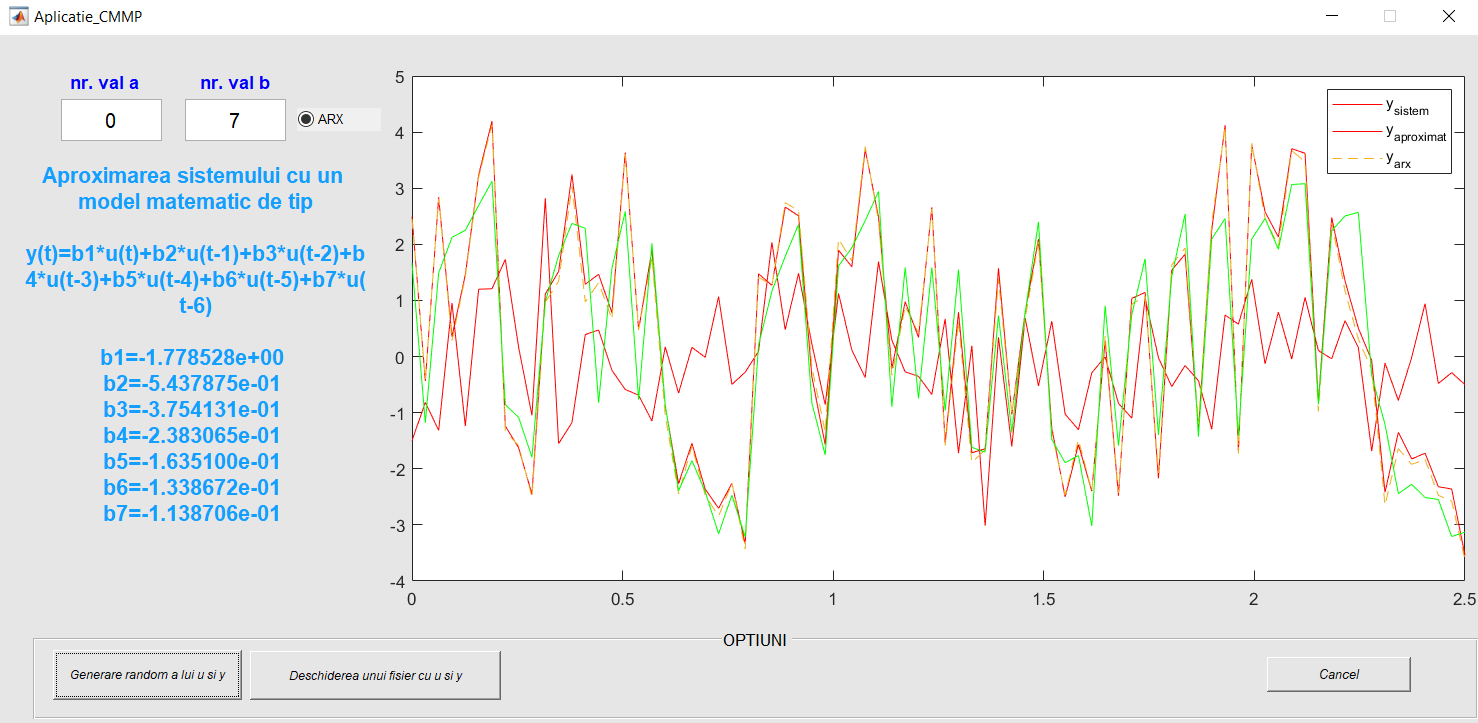 Aplicatie_CMMP
nr. val a
nr. val b
0
7
ARX
Aproximarea sistemului cu un
model matematic de tip
y(t)=b1*u(t)+b2*u(t-1)+b3*u(t-2)+b
4*u(t-3)+b5*u(t-4)+b6*u(t-5)+b7*u(
t-6)
b1=-1.778528e+00
b2=-5.437875e-01
b3=-3.754131e-01
b4=-2.383065e-01
b5=-1.635100e-01
b6=-1.338672e-01
b7=-1.138706e-01
5
4
3
2
1
0
-1
-2
-3
-4
0
0.5
1
1.5
2
2.5
ysistem
yaproximat
yarx
OPTIUNI
Generare random a lui u si y
Deschiderea unui fisier cu u si y
Cancel